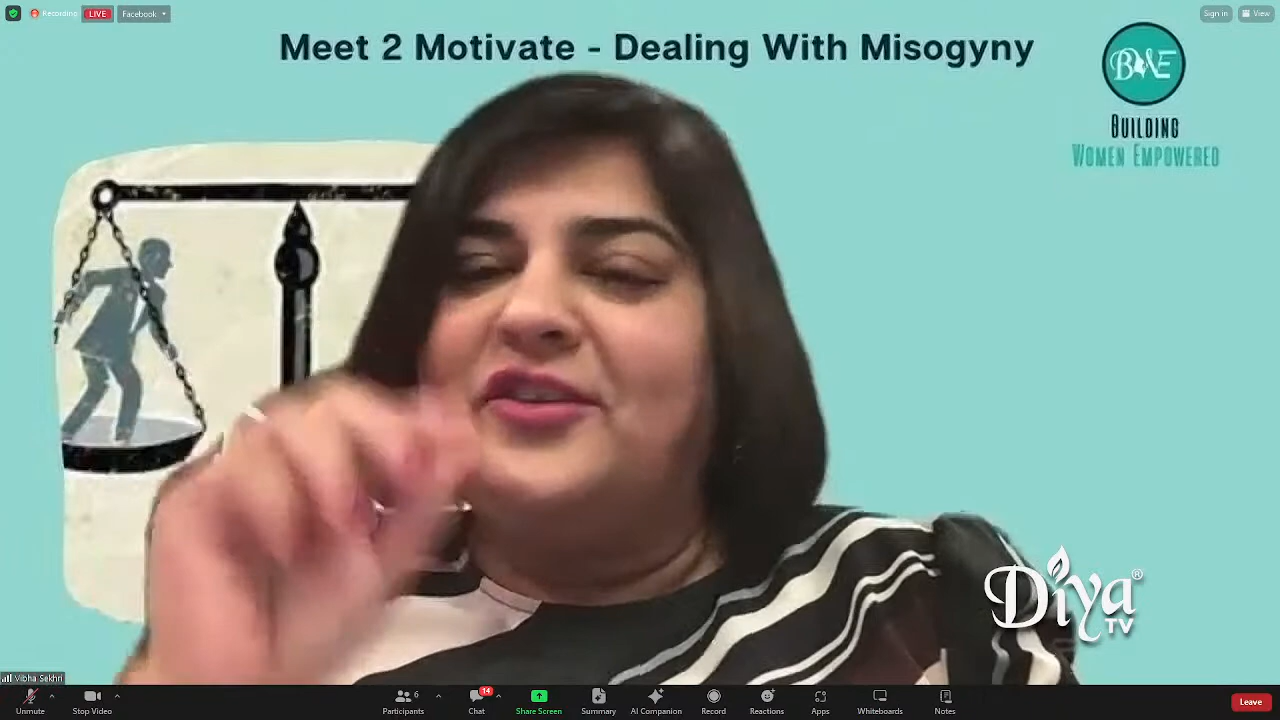 Recording
LIVE
Facebook
Sign in
View
Meet 2 Motivate - Dealing With Misogyny
BWE
BUILDING
WOMEN EMPOWERED
Diya®
TV
Vibha Sekhri
Unmute
Stop Video
6
Participants
14
Chat
Share Screen
Summary
AI Companion
Record
Reactions
Apps
Whiteboards
Notes
Leave